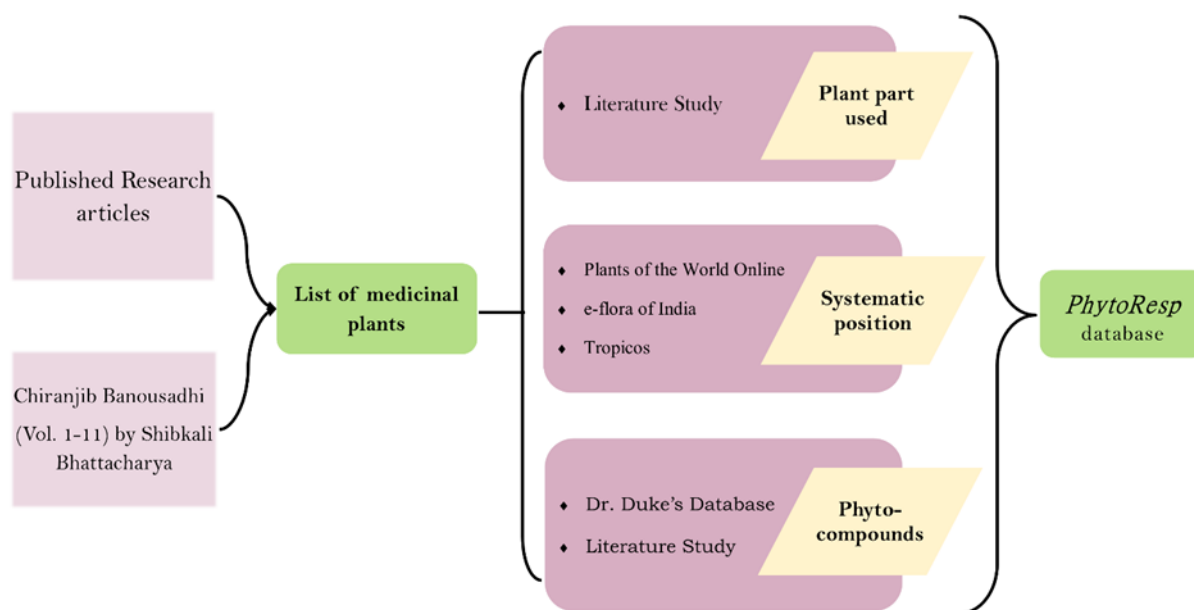 Published Research
articles
Chiranjib Banousadhi
(Vol. 1-11) by Shibkali
Bhattacharya
List of medicinal
plants
♦ Literature Study
Plant part
used
♦ Plants of the World Online
♦ e-flora of India
♦ Tropicos
Systematic
position
♦ Dr. Duke's Database
♦ Literature Study
Phyto-
compounds
PhytoResp
database